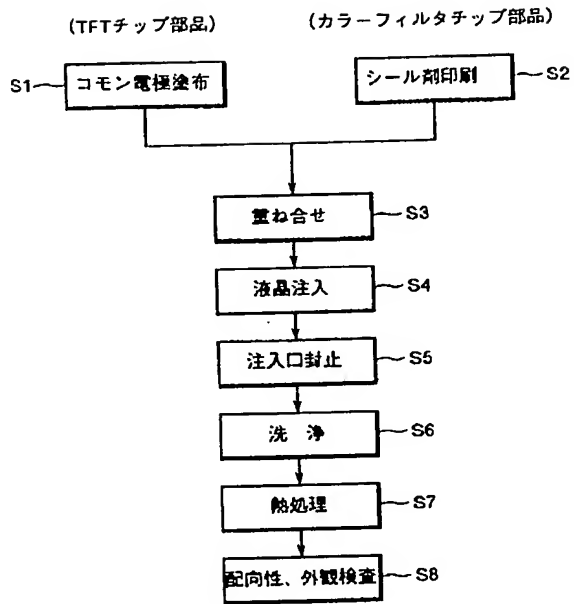 (TFTチップ部品)
(カラーフィルタチップ部品)
S1 コモン電極塗布
シール剤印刷 S2
重ね合せ S3
液晶注入 S4
注入口封止 S5
洗 浄 S6
熱処理 S7
配向性、外観検査 S8